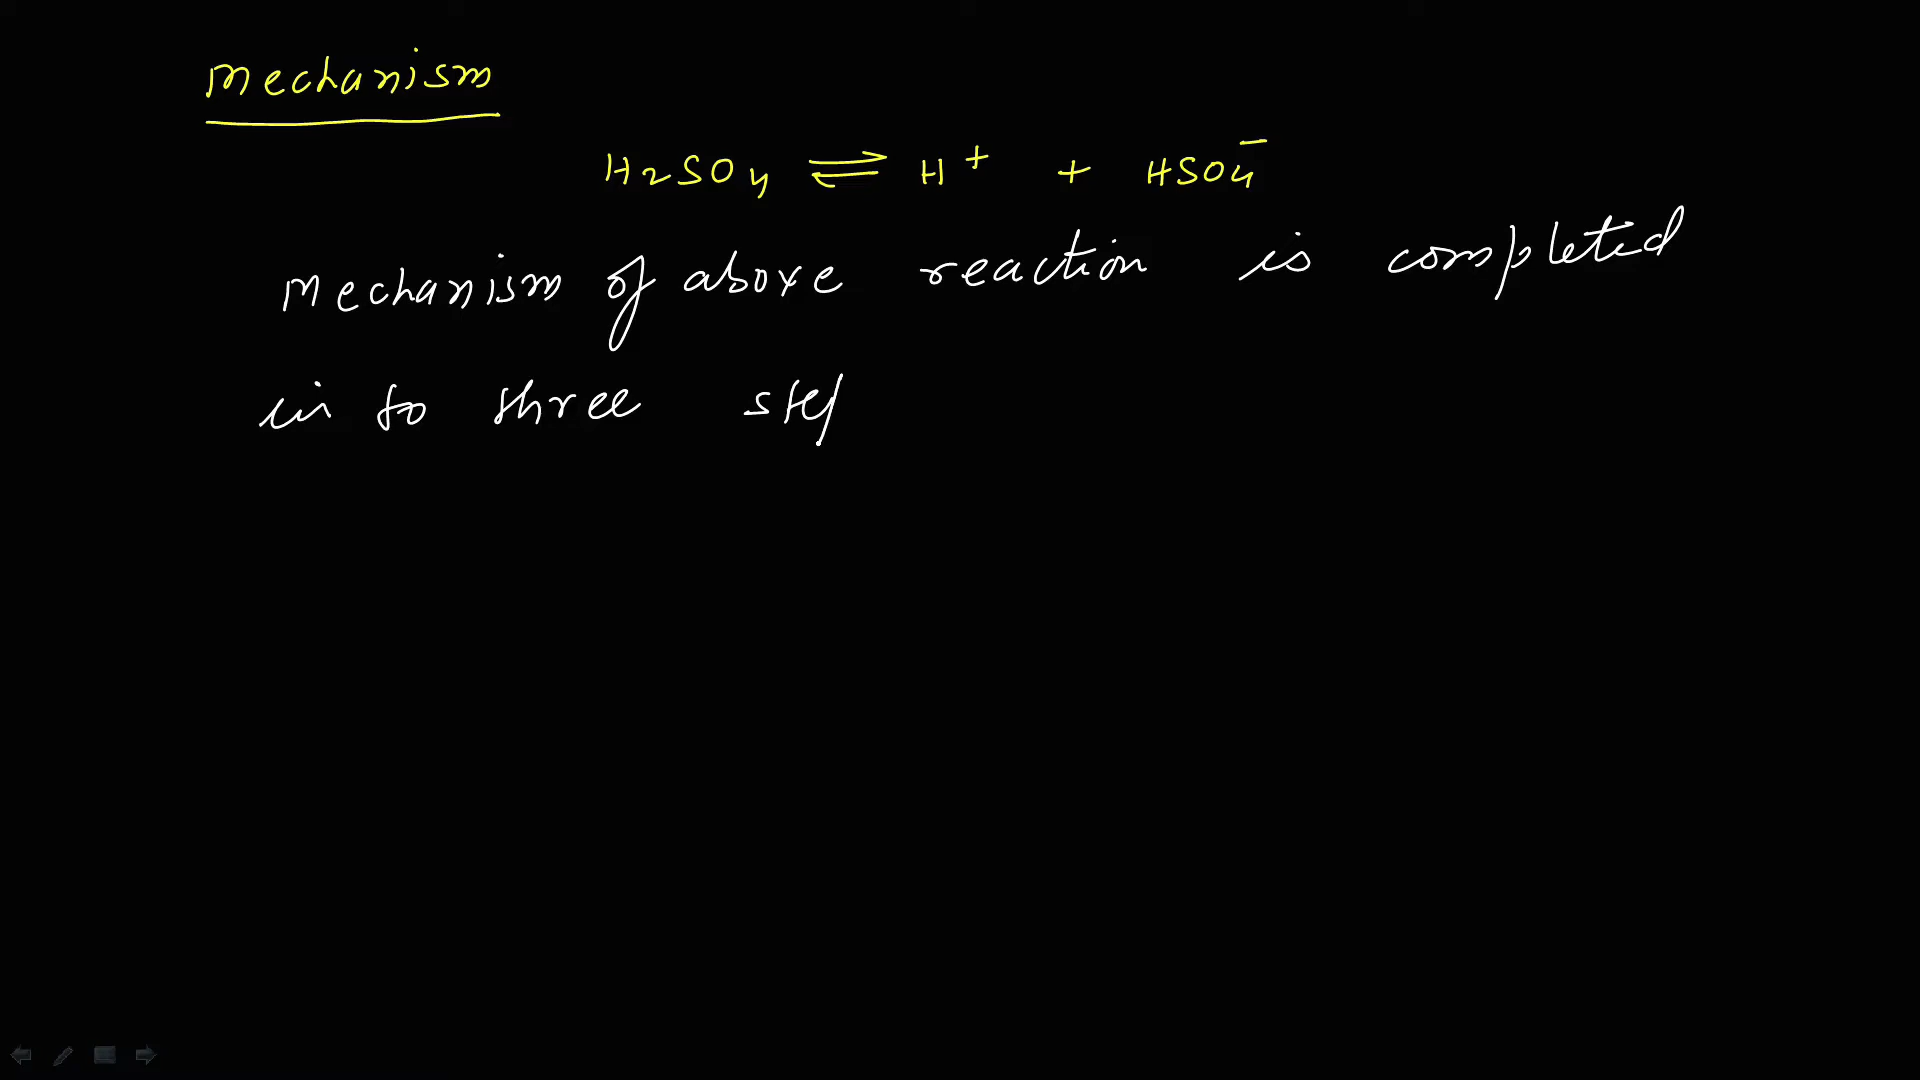 Mechanism
H2SO4 ⇌ H+ + HSO4-
Mechanism of above reaction is completed
in to three step